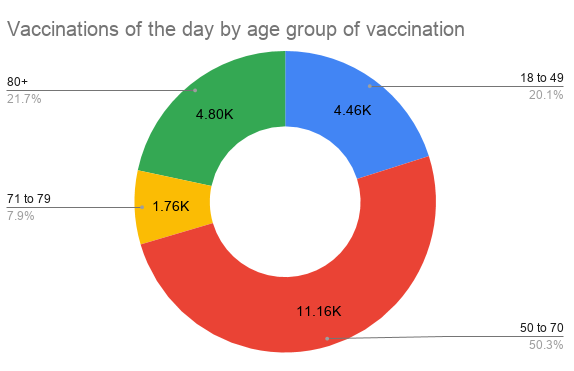 Vaccinations of the day by age group of vaccination
80+
21.7%
18 to 49
20.1%
4.80K
4.46K
71 to 79
7.9%
1.76K
11.16K
50 to 70
50.3%